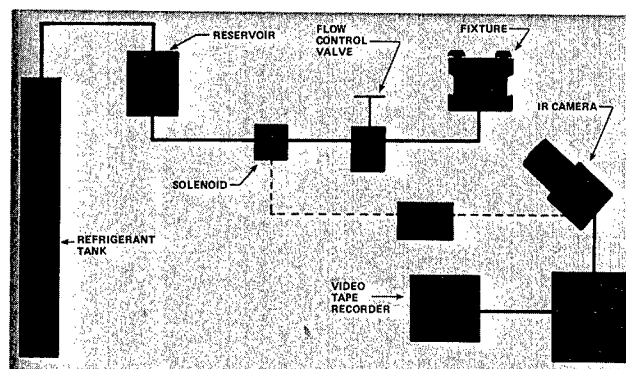 RESERVOIR
FLOW
CONTROL
VALVE
FIXTURE
IR CAMERA
SOLENOID
REFRIGERANT
TANK
VIDEO
TAPE
RECORDER